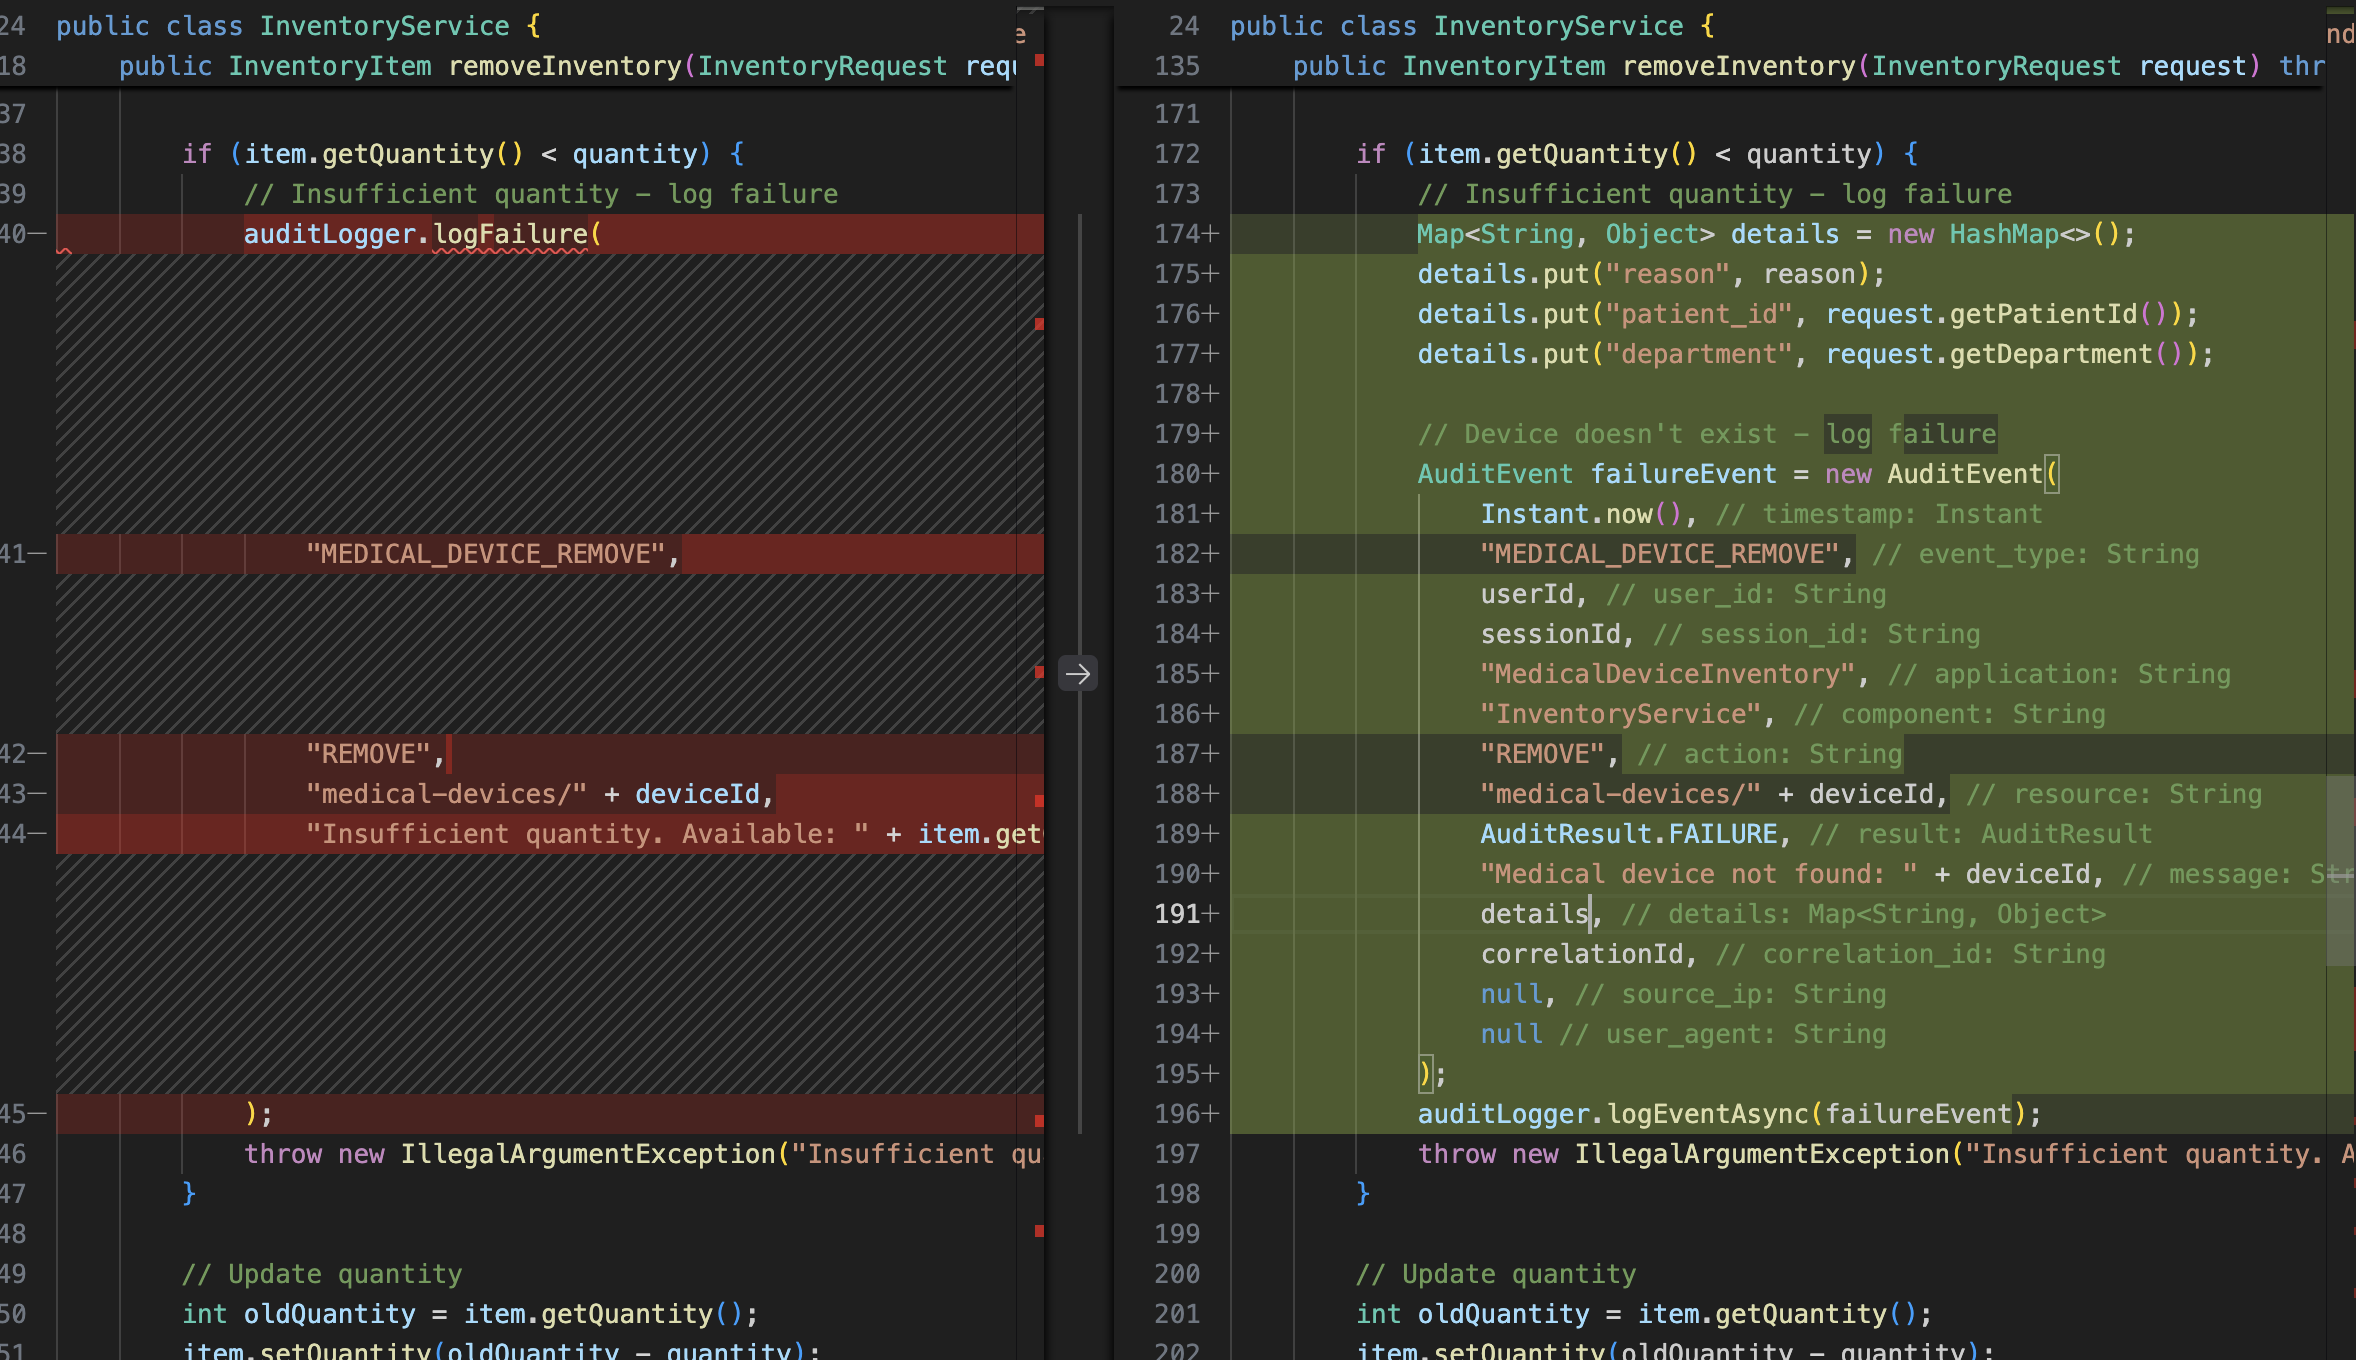 24 public class InventoryService {
18 public InventoryItem removeInventory(InventoryRequest requ
37
38 if (item.getQuantity() < quantity) {
39 // Insufficient quantity – log failure
40— auditLogger.logFailure(
41— "MEDICAL_DEVICE_REMOVE",
42— "REMOVE",
43— "medical-devices/" + deviceId,
44— "Insufficient quantity. Available: " + item.get
45— );
46 throw new IllegalArgumentException("Insufficient qu
47 }
48
49 // Update quantity
50 int oldQuantity = item.getQuantity();
51 item.setQuantity(oldQuantity – quantity);
e
24 public class InventoryService {
135 public InventoryItem removeInventory(InventoryRequest request) thr
171
172 if (item.getQuantity() < quantity) {
173 // Insufficient quantity – log failure
174+ Map<String, Object> details = new HashMap<>();
175+ details.put("reason", reason);
176+ details.put("patient_id", request.getPatientId());
177+ details.put("department", request.getDepartment());
178+
179+ // Device doesn't exist – log failure
180+ AuditEvent failureEvent = new AuditEvent(
181+ Instant.now(), // timestamp: Instant
182+ "MEDICAL_DEVICE_REMOVE", // event_type: String
183+ userId, // user_id: String
184+ sessionId, // session_id: String
185+ "MedicalDeviceInventory", // application: String
186+ "InventoryService", // component: String
187+ "REMOVE", // action: String
188+ "medical-devices/" + deviceId, // resource: String
189+ AuditResult.FAILURE, // result: AuditResult
190+ "Medical device not found: " + deviceId, // message: Str
191+ details, // details: Map<String, Object>
192+ correlationId, // correlation_id: String
193+ null, // source_ip: String
194+ null // user_agent: String
195+ );
196+ auditLogger.logEventAsync(failureEvent);
197 throw new IllegalArgumentException("Insufficient quantity. A
198 }
199
200 // Update quantity
201 int oldQuantity = item.getQuantity();
202 item.setQuantity(oldQuantity – quantity);
nd